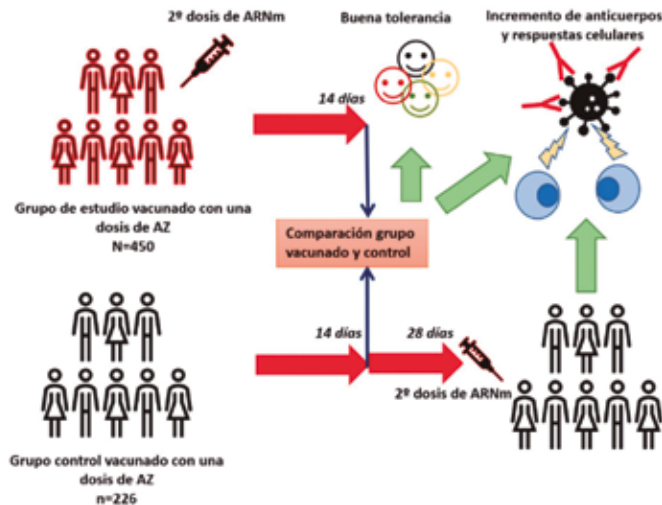 2º dosis de ARNm
Buena tolerancia
Incremento de anticuerpos
y respuestas celulares
14 días
Grupo de estudio vacunado con una
dosis de AZ
N=450
Comparación grupo
vacunado y control
14 días
28 días
2º dosis de ARNm
Grupo control vacunado con una
dosis de AZ
n=226